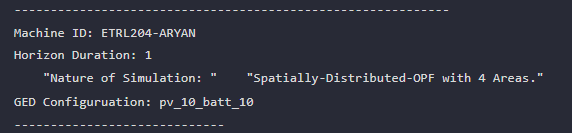 ----------------------------------------------------------
Machine ID: ETRL204-ARYAN
Horizon Duration: 1
    "Nature of Simulation: "    "Spatially-Distributed-OPF with 4 Areas."
GED Configuruation: pv_10_batt_10
----------------------------